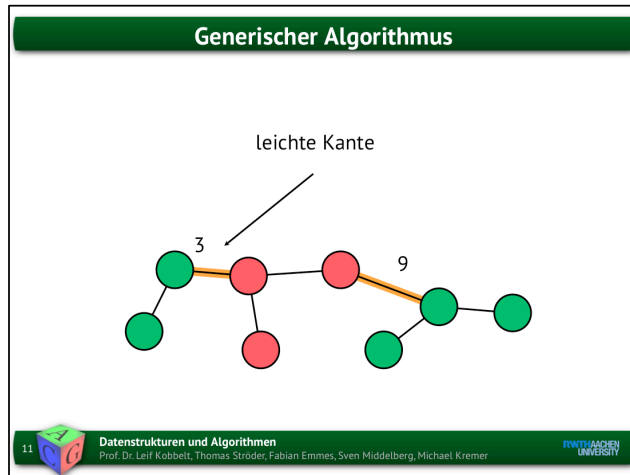 Generischer Algorithmus
leichte Kante
3
9
11
A
C
G
Datenstrukturen und Algorithmen
Prof. Dr. Leif Kobbelt, Thomas Ströder, Fabian Emmes, Sven Middelberg, Michael Kremer
RWTHAACHEN
UNIVERSITY